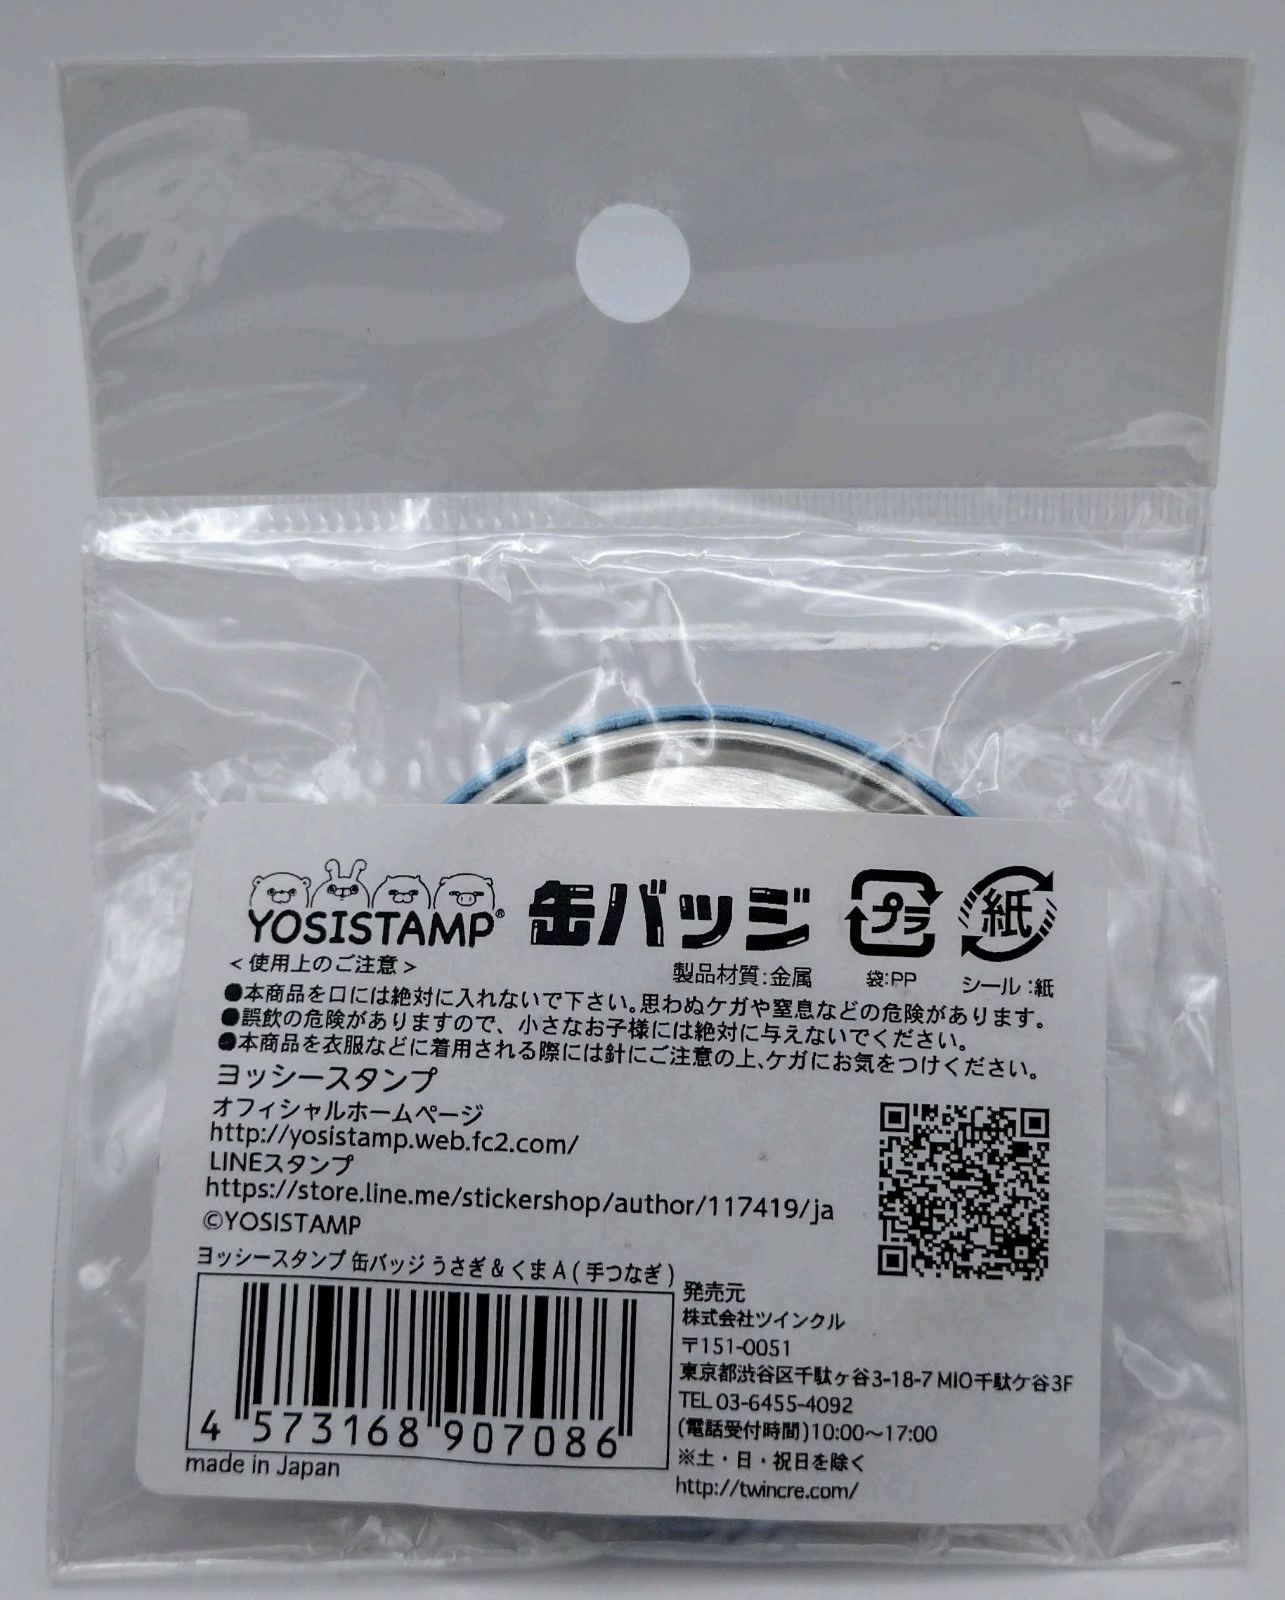 YOSISTAMP® 缶バッジ プラ 紙
<使用上のご注意> 製品材質:金属 袋:PP シール:紙
●本商品を口には絶対に入れないで下さい。思わぬケガや窒息などの危険があります。
●誤飲の危険がありますので、小さなお子様には絶対に与えないでください。
●本商品を衣服などに着用される際には針にご注意の上、ケガにお気をつけください。
ヨッシースタンプ
オフィシャルホームページ
http://yosistamp.web.fc2.com/
LINEスタンプ
https://store.line.me/stickershop/author/117419/ja
©YOSISTAMP
ヨッシースタンプ 缶バッジ うさぎ&くまA(手つなぎ)
4 573168 907086
made in Japan
発売元
株式会社ツインクル
〒151-0051
東京都渋谷区千駄ヶ谷3-18-7 MIO千駄ケ谷3F
TEL 03-6455-4092
(電話受付時間)10:00〜17:00
※土・日・祝日を除く
http://twincre.com/